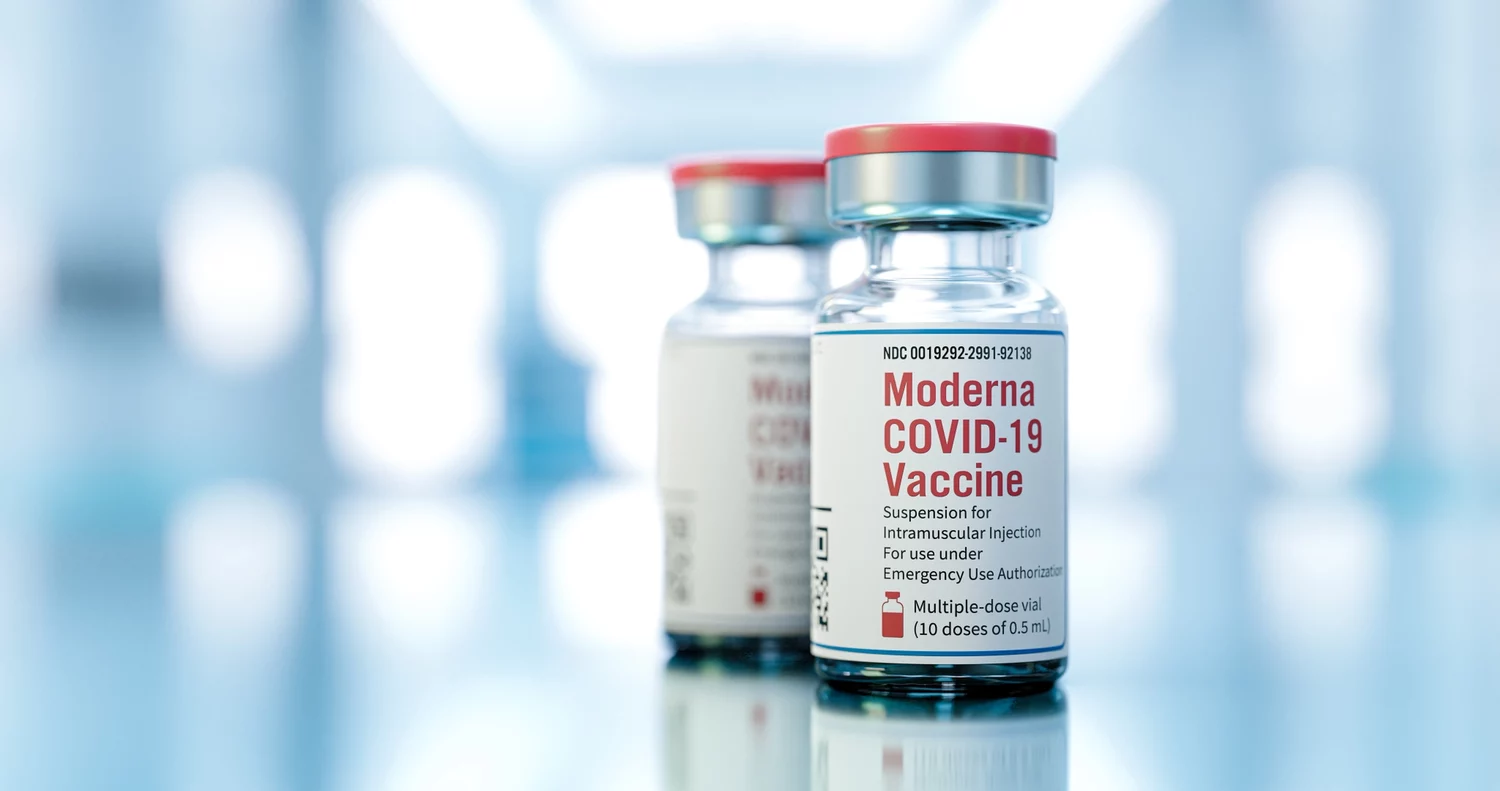 NDC 0019292-2991-92138
Moderna
COVID-19
Vaccine
Suspension for
Intramuscular Injection
For use under
Emergency Use Authorization
Multiple-dose vial
(10 doses of 0.5 mL)